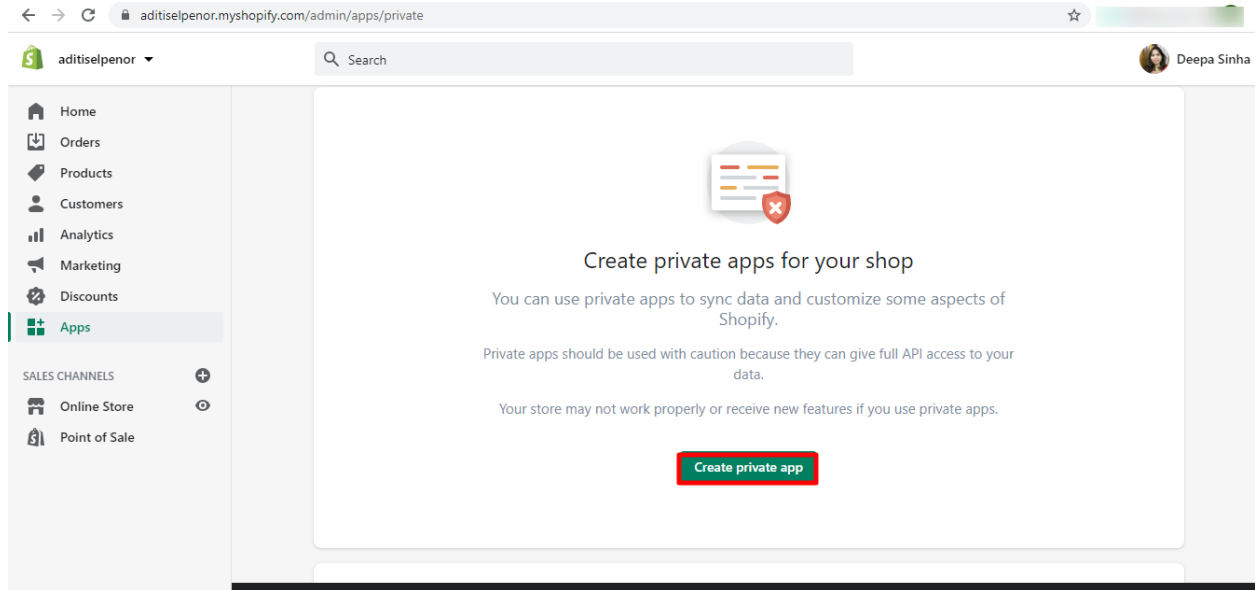 aditiselpenor.myshopify.com/admin/apps/private
aditiselpenor
Search
Deepa Sinha
Home
Orders
Products
Customers
Analytics
Marketing
Discounts
Apps
SALES CHANNELS
Online Store
Point of Sale
Create private apps for your shop
You can use private apps to sync data and customize some aspects of
Shopify.
Private apps should be used with caution because they can give full API access to your
data.
Your store may not work properly or receive new features if you use private apps.
Create private app